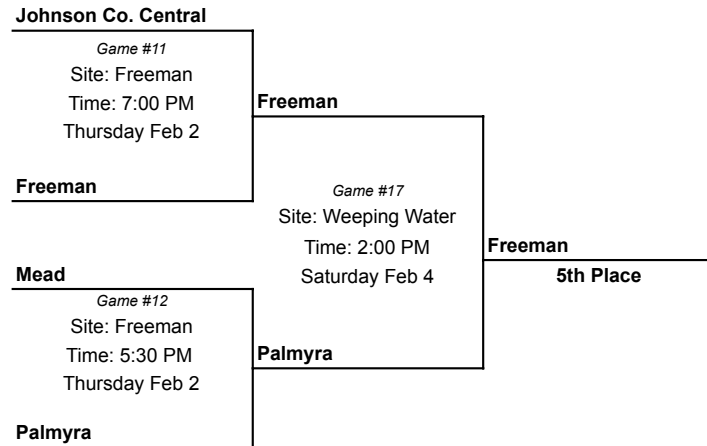 Johnson Co. Central
Game #11
Site: Freeman
Time: 7:00 PM
Thursday Feb 2
Freeman
Freeman
Game #17
Site: Weeping Water
Time: 2:00 PM
Saturday Feb 4
Freeman
5th Place
Mead
Game #12
Site: Freeman
Time: 5:30 PM
Thursday Feb 2
Palmyra
Palmyra